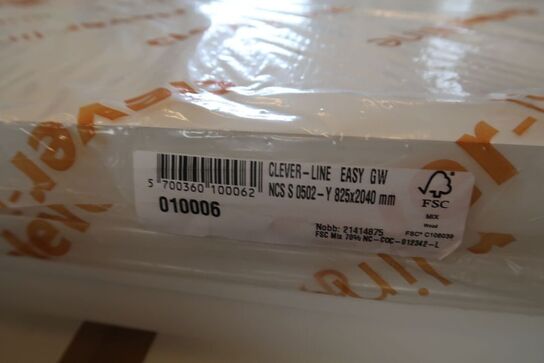 CLEVER-LINE EASY GW
NCS S 0502-Y 825x2040 mm
5 700360 100062
010006
FSC
MIX
Wood
FSC® C106039
Nobb: 21414875
FSC Mix 70% NC-COC-012342-L